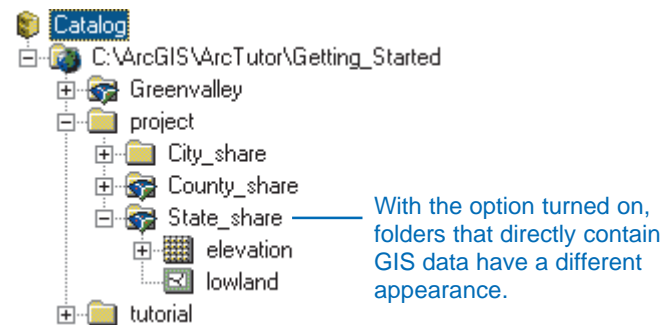 Catalog
C:\ArcGIS\ArcTutor\Getting_Started
Greenvalley
project
City_share
County_share
State_share
With the option turned on,
folders that directly contain
GIS data have a different
appearance.
elevation
lowland
tutorial